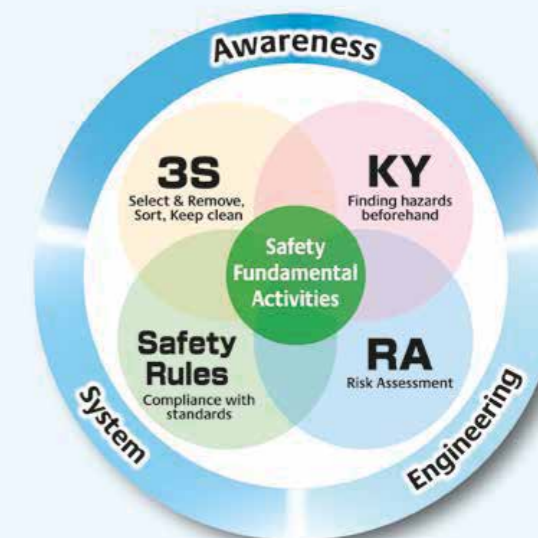 Awareness
3S
Select & Remove,
Sort, Keep clean
KY
Finding hazards
beforehand
Safety
Fundamental
Activities
Safety
Rules
Compliance with
standards
RA
Risk Assessment
System
Engineering